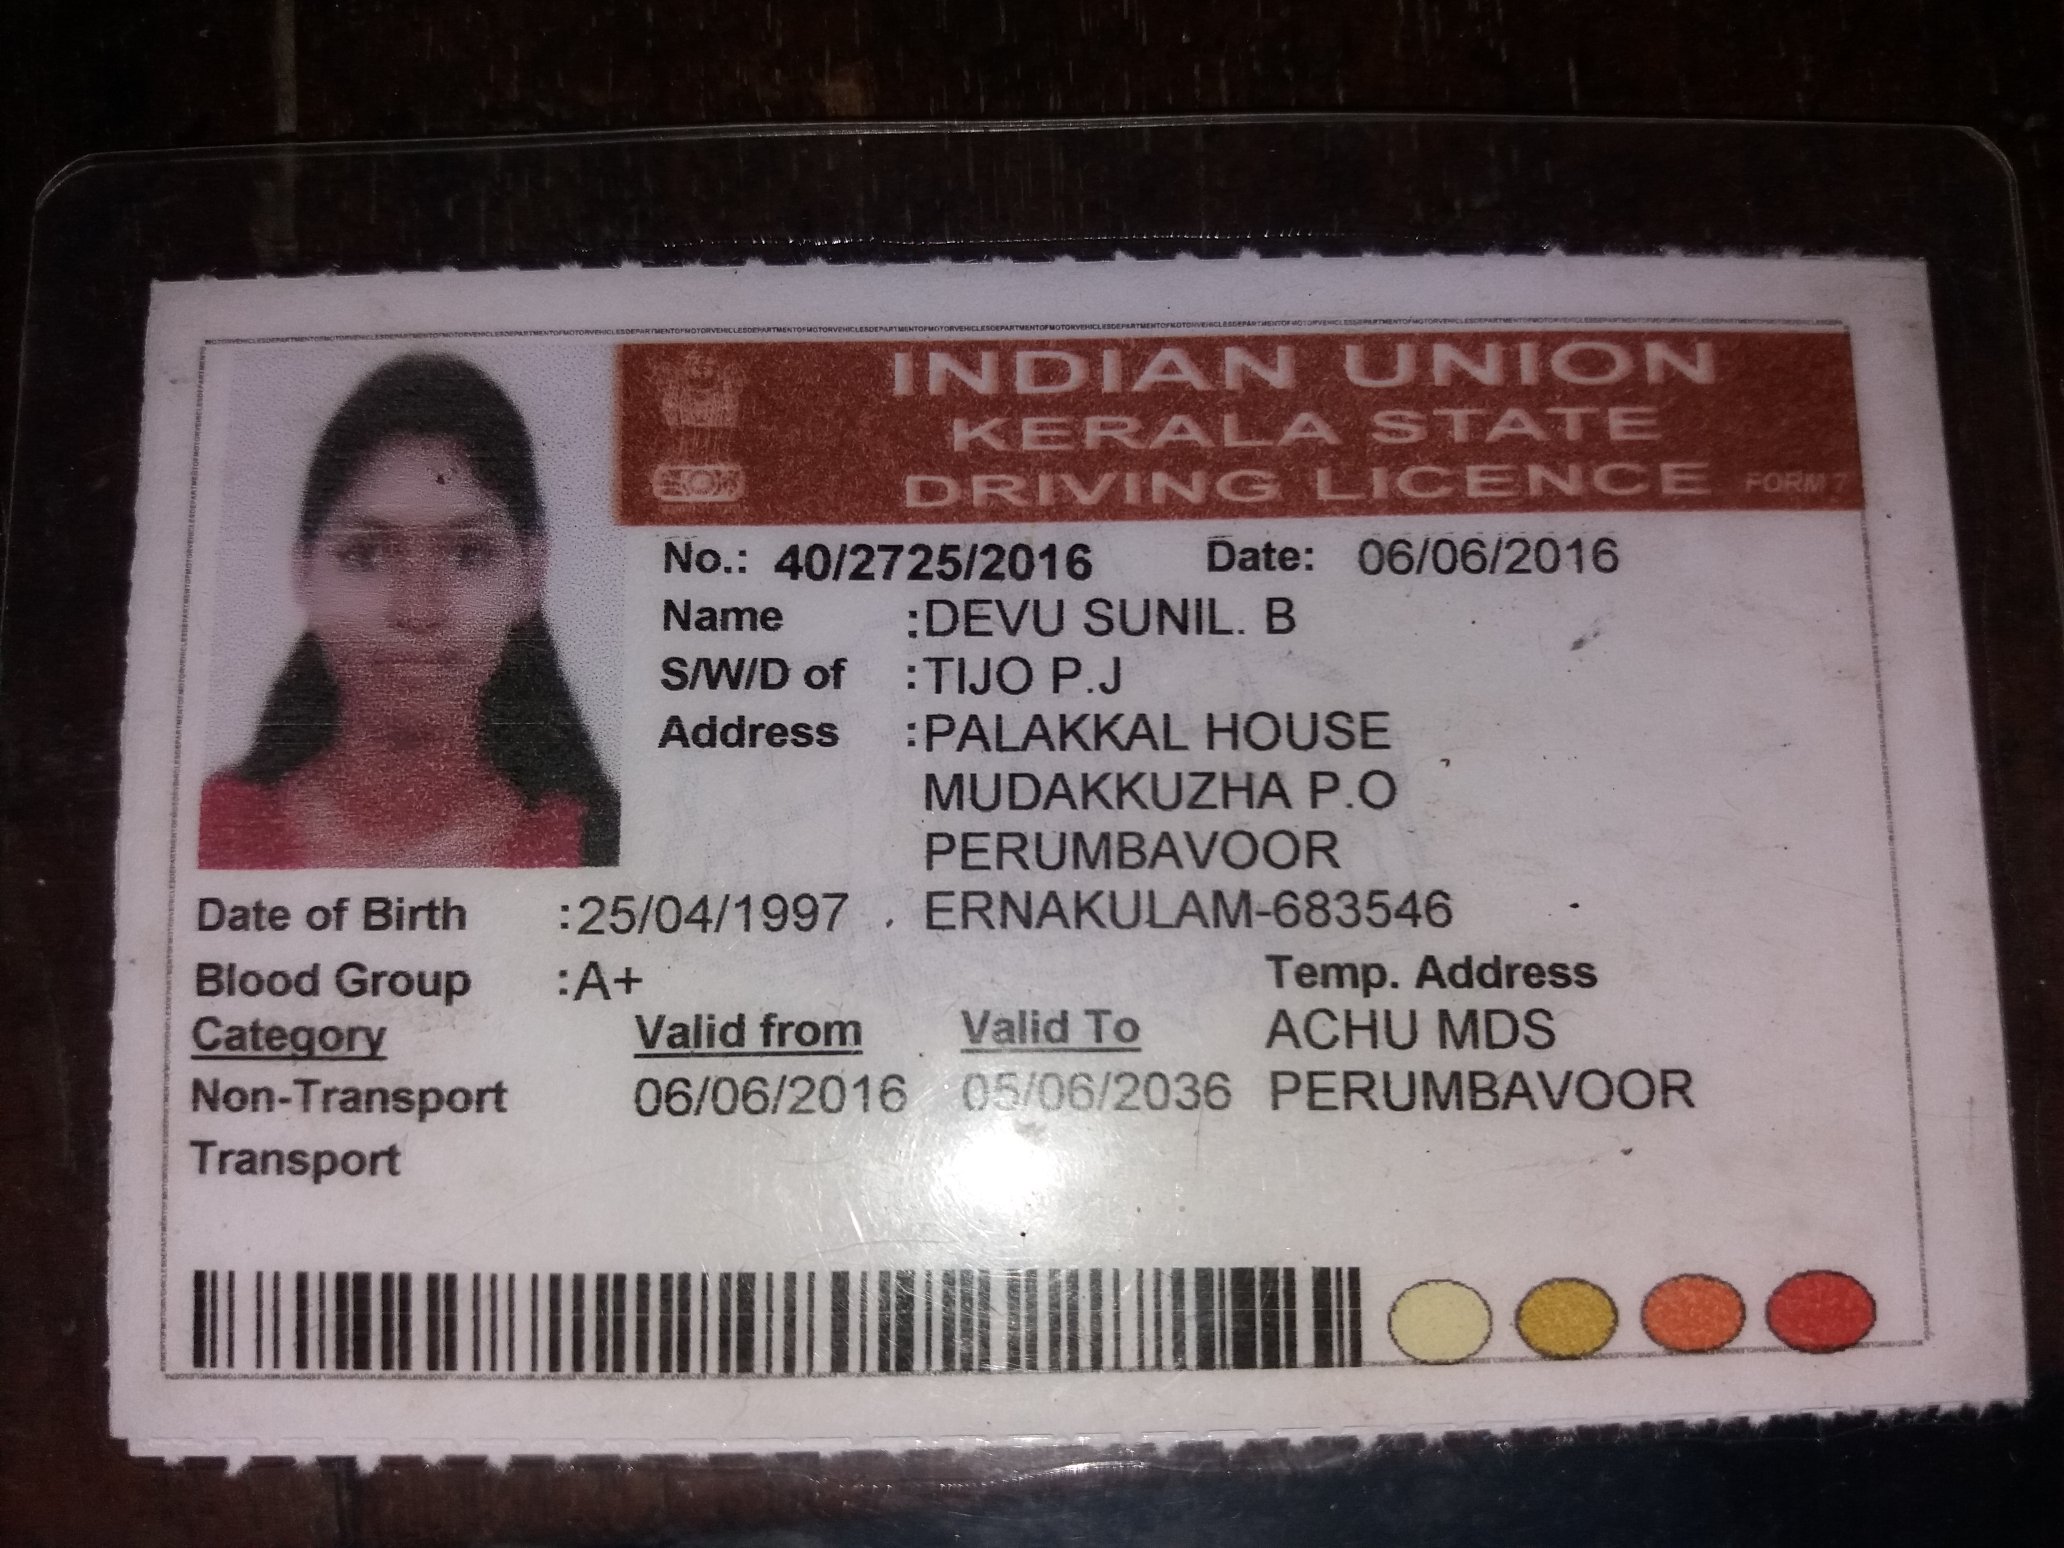 INDIAN UNION
KERALA STATE
DRIVING LICENCE FORM 7
No.: 40/2725/2016 Date: 06/06/2016
Name :DEVU SUNIL. B
S/W/D of :TIJO P.J
Address :PALAKKAL HOUSE
MUDAKKUZHA P.O
PERUMBAVOOR
Date of Birth :25/04/1997 ERNAKULAM-683546
Blood Group :A+ Temp. Address
Category Valid from Valid To ACHU MDS
Non-Transport 06/06/2016 05/06/2036 PERUMBAVOOR
Transport